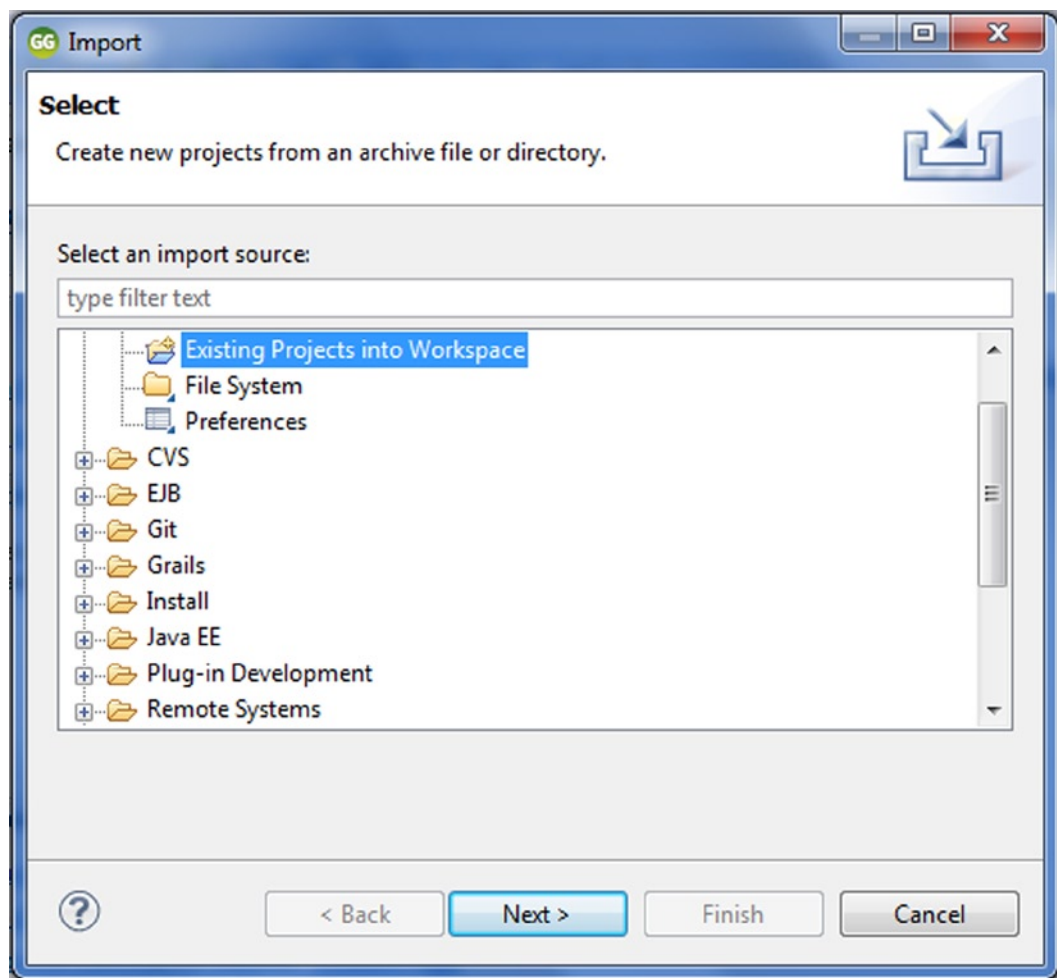 GG Import
Select
Create new projects from an archive file or directory.
Select an import source:
type filter text
Existing Projects into Workspace
File System
Preferences
CVS
EJB
Git
Grails
Install
Java EE
Plug-in Development
Remote Systems
? < Back Next > Finish Cancel